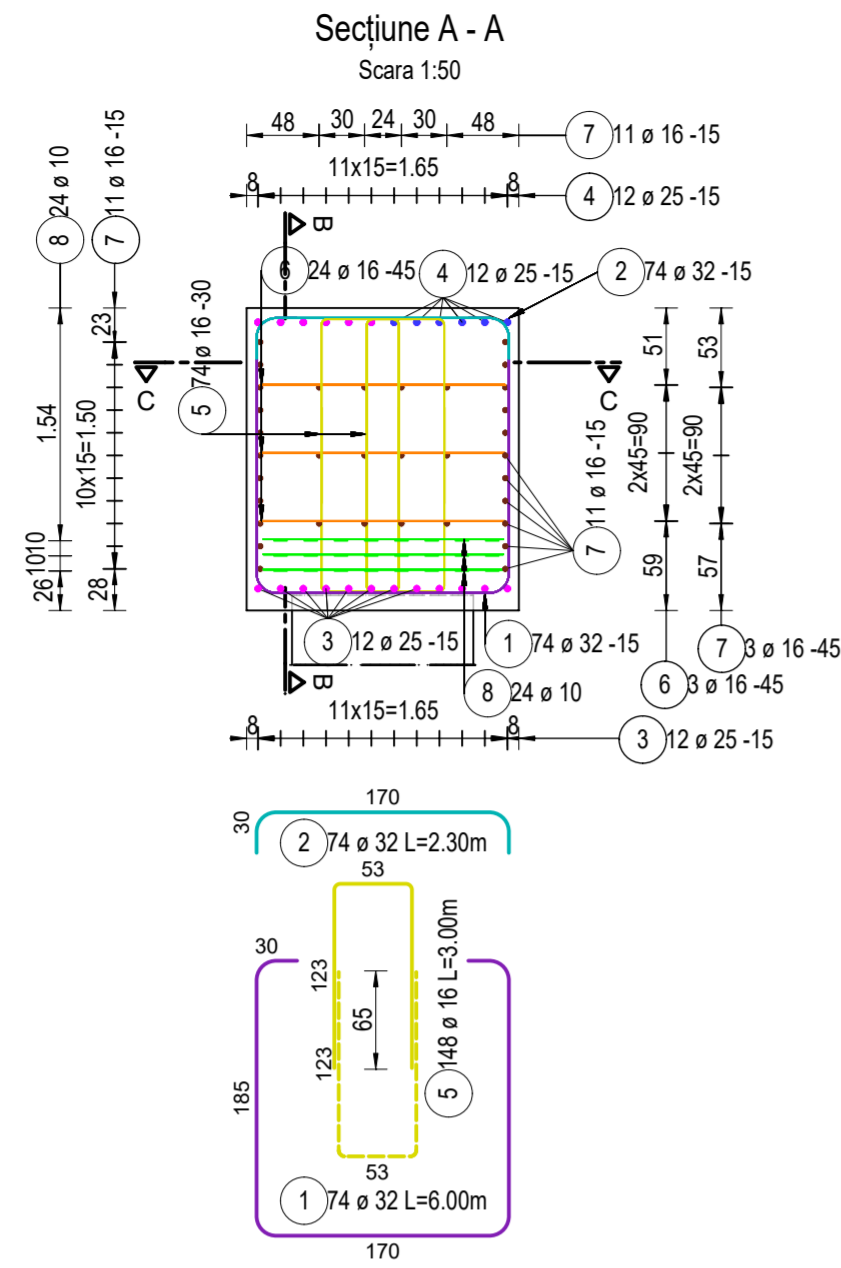 Secțiune A - A
Scara 1:50
48 30 24 30 48
7 11 ø 16 -15
11x15=1.65
8 8
4 12 ø 25 -15
8 24 ø 10
7 11 ø 16 -15
B
6 24 ø 16 -45
4 12 ø 25 -15
2 74 ø 32 -15
23
1.54
10x15=1.50
1010
26
28
C
C
5 74 ø 16 -30
7 11 ø 16 -15
51
2x45=90
59
53
2x45=90
57
3 12 ø 25 -15
1 74 ø 32 -15
7 3 ø 16 -45
6 3 ø 16 -45
8 24 ø 10
B
11x15=1.65
8 8
3 12 ø 25 -15
170
30
2 74 ø 32 L=2.30m
53
30
123
65
123
5 148 ø 16 L=3.00m
185
53
1 74 ø 32 L=6.00m
170